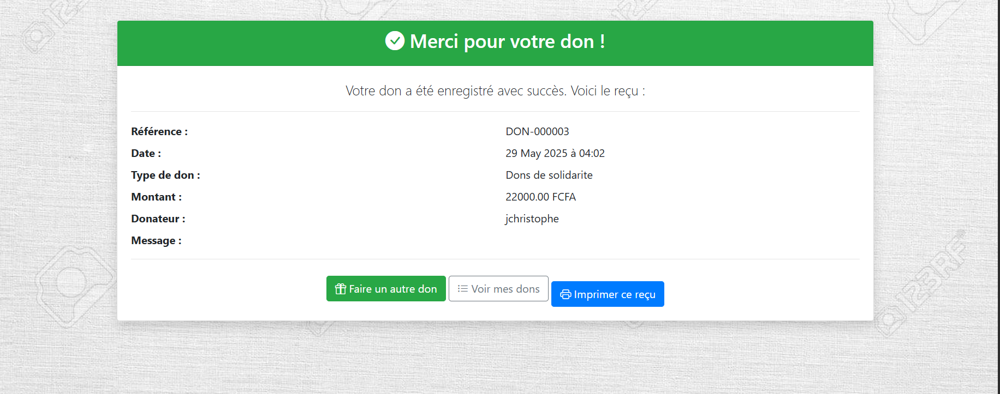 Merci pour votre don !
Votre don a été enregistré avec succès. Voici le reçu :
Référence : DON-000003
Date : 29 May 2025 à 04:02
Type de don : Dons de solidarite
Montant : 22000.00 FCFA
Donateur : jchristophe
Message :
Faire un autre don Voir mes dons Imprimer ce reçu
123RF®